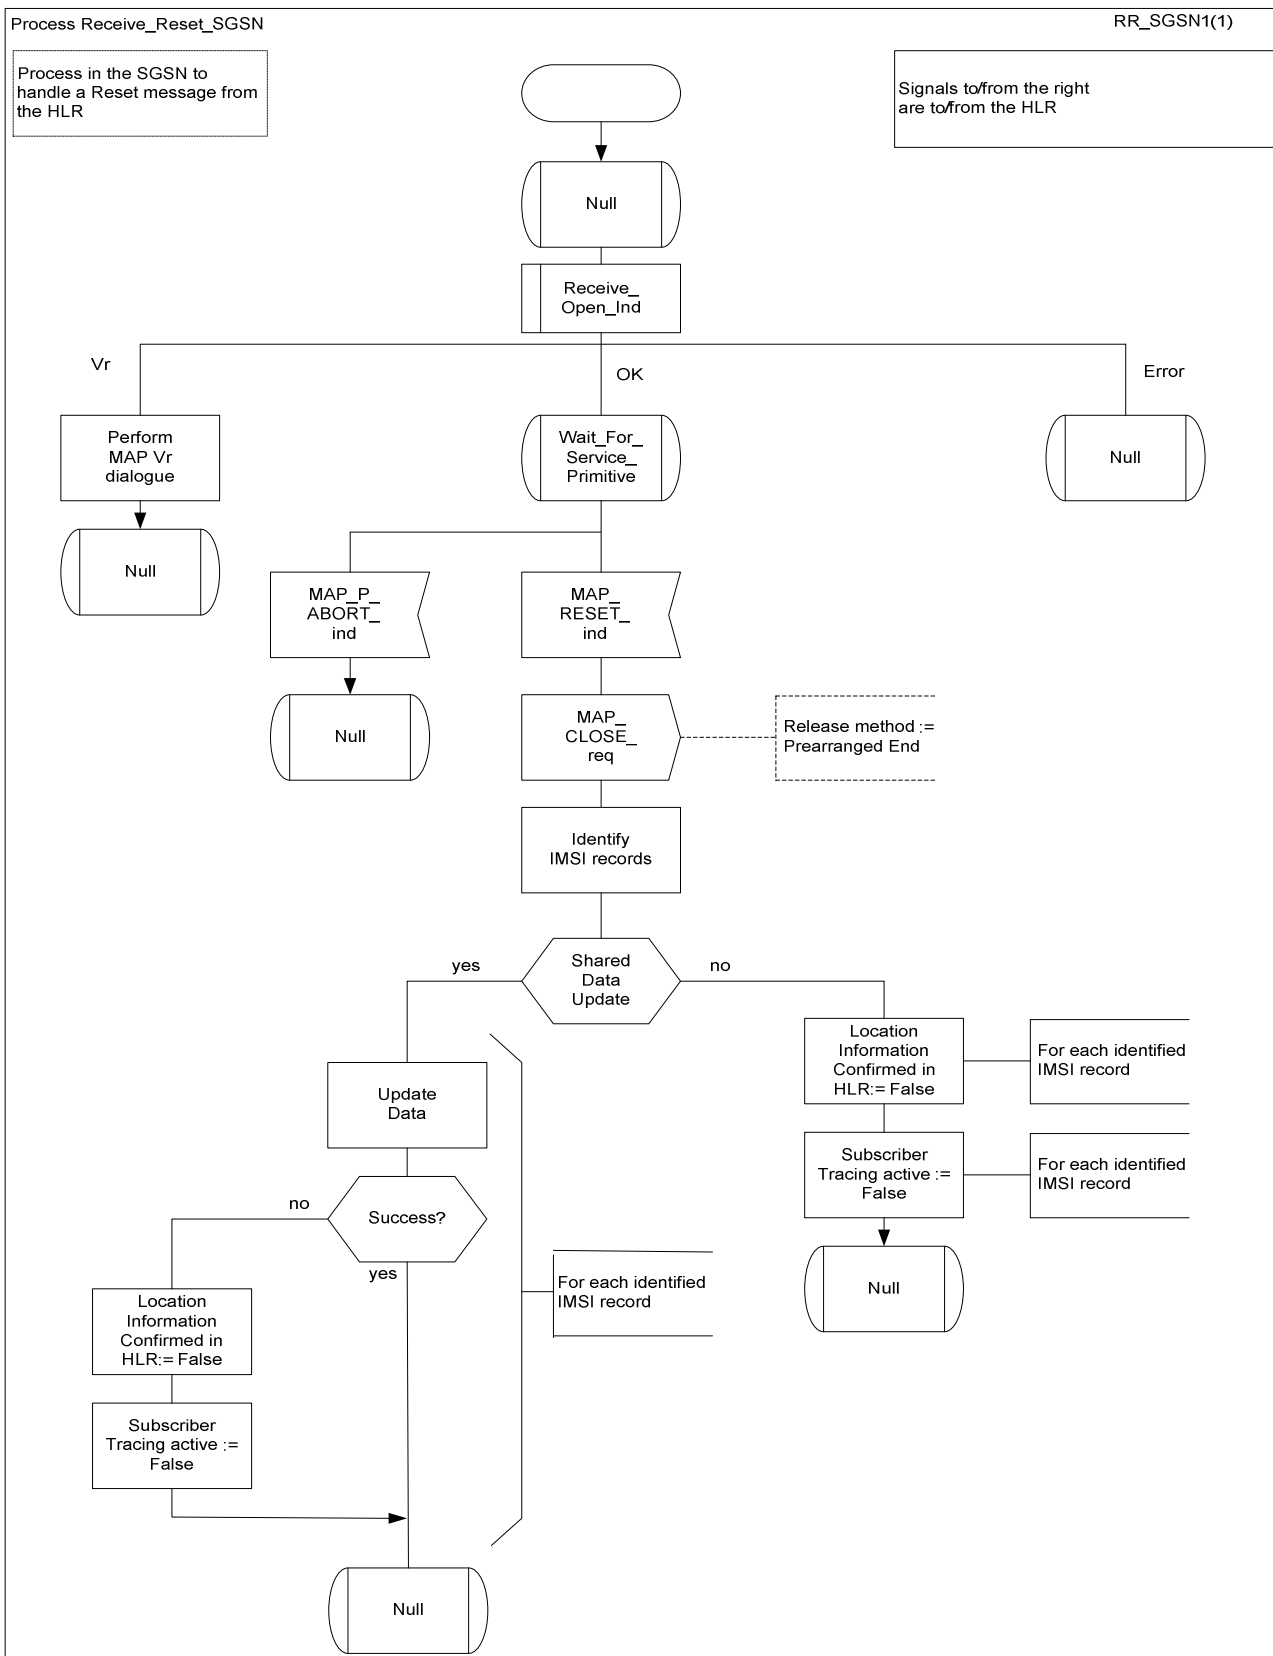 Process Receive_Reset_SGSN
RR_SGSN1(1)
Process in the SGSN to
handle a Reset message from
the HLR
Signals to/from the right
are to/from the HLR
Null
Receive_
Open_Ind
Vr
OK
Error
Perform
MAP Vr
dialogue
Wait_For_
Service_
Primitive
Null
Null
MAP_P_
ABORT_
ind
MAP_
RESET_
ind
Null
MAP_
CLOSE_
req
Release method :=
Prearranged End
Identify
IMSI records
Shared
Data
Update
yes
no
Location
Information
Confirmed in
HLR:= False
For each identified
IMSI record
Update
Data
Subscriber
Tracing active :=
False
For each identified
IMSI record
Success?
no
yes
For each identified
IMSI record
Null
Location
Information
Confirmed in
HLR:= False
Subscriber
Tracing active :=
False
Null